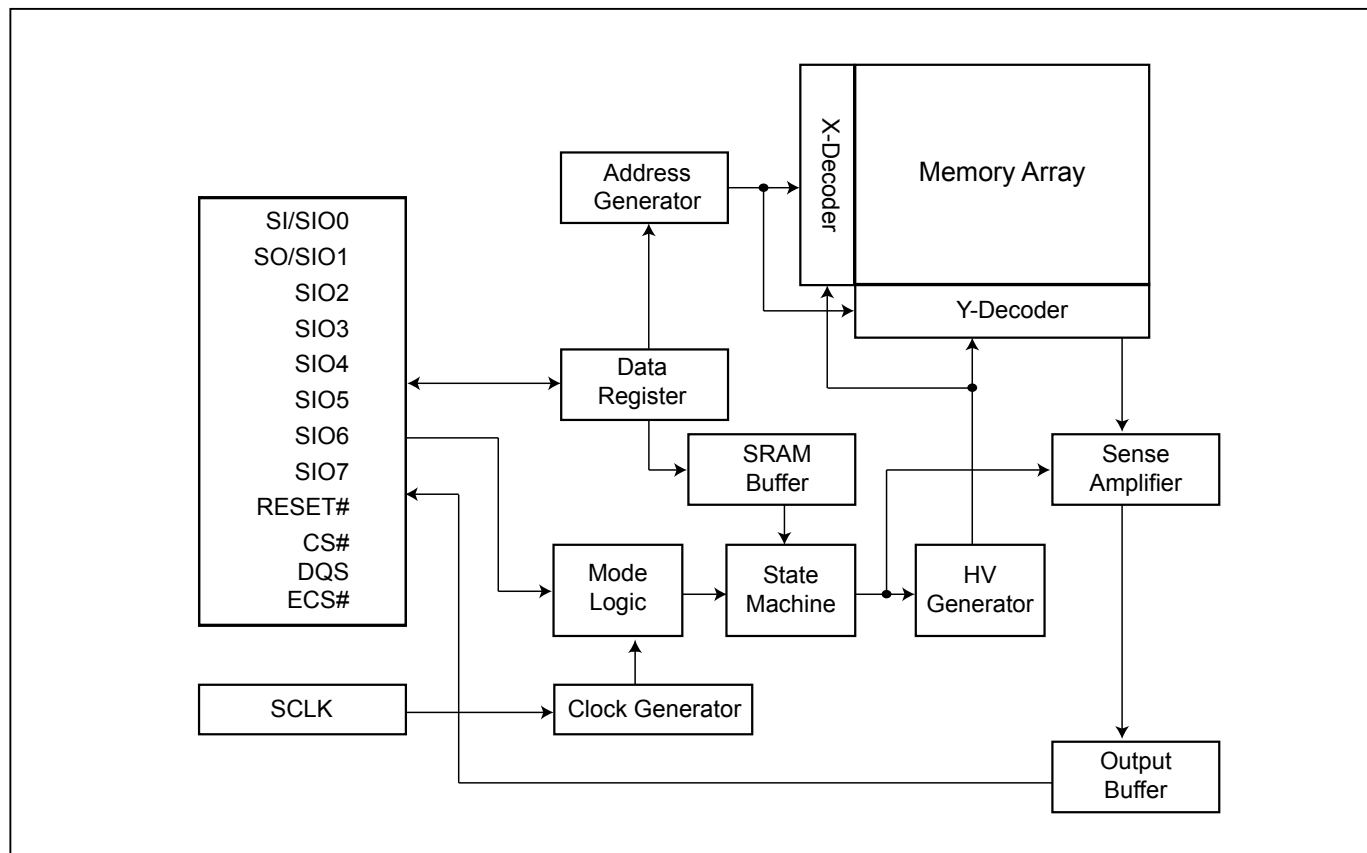 SI/SIO0
SO/SIO1
SIO2
SIO3
SIO4
SIO5
SIO6
SIO7
RESET#
CS#
DQS
ECS#
SCLK
Address
Generator
Data
Register
SRAM
Buffer
Mode
Logic
State
Machine
HV
Generator
Clock Generator
X-Decoder
Memory Array
Y-Decoder
Sense
Amplifier
Output
Buffer